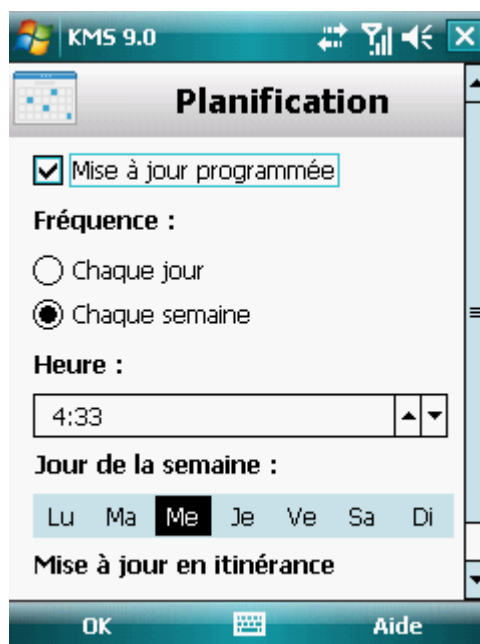 KMS 9.0
Planification
Mise à jour programmée
Fréquence :
Chaque jour
Chaque semaine
Heure :
4:33
Jour de la semaine :
Lu Ma Me Je Ve Sa Di
Mise à jour en itinérance
OK Aide